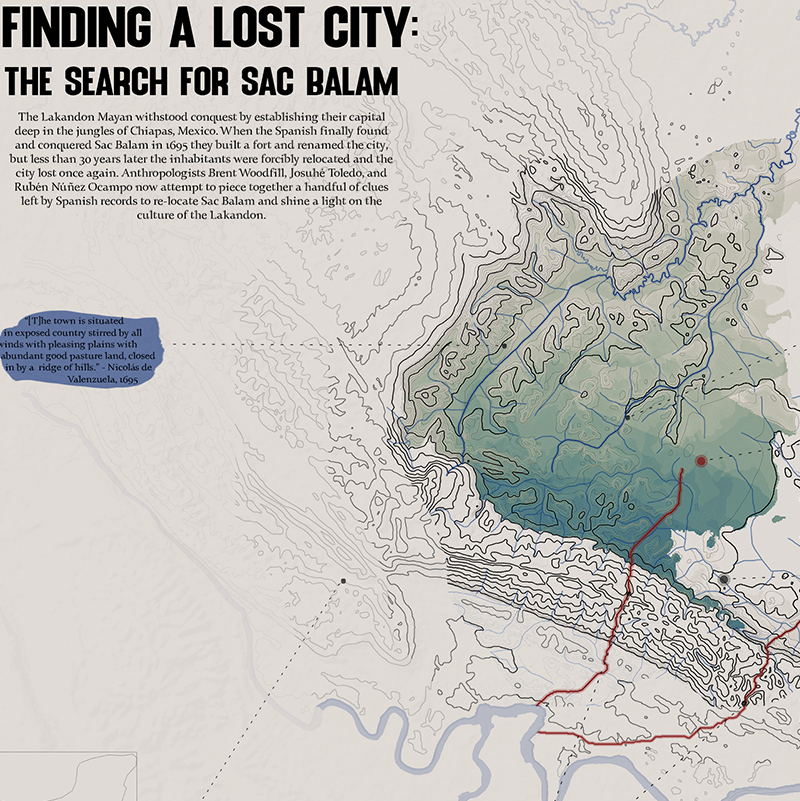 FINDING A LOST CITY:
THE SEARCH FOR SAC BALAM
The Lakandon Mayan withstood conquest by establishing their capital
deep in the jungles of Chiapas, Mexico. When the Spanish finally found
and conquered Sac Balam in 1695 they built a fort and renamed the city,
but less than 30 years later the inhabitants were forcibly relocated and the
city lost once again. Anthropologists Brent Woodfill, Josuhé Toledo, and
Rubén Núñez Ocampo now attempt to piece together a handful of clues
left by Spanish records to re-locate Sac Balam and shine a light on the
culture of the Lakandon.
"[T]he town is situated
in exposed country stirred by all
winds with pleasing plains with
abundant good pasture land, closed
in by a ridge of hills." - Nicolás de
Valenzuela, 1695